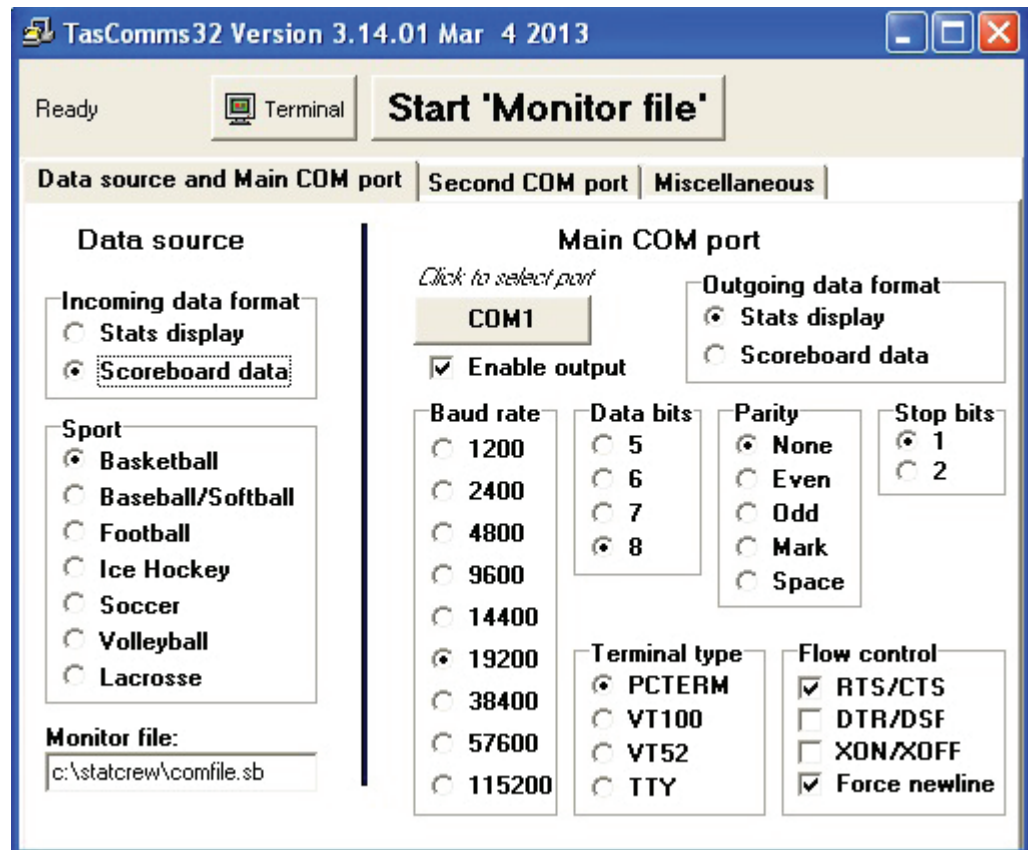 TasComms32 Version 3.14.01 Mar 4 2013
Ready
Terminal
Start 'Monitor file'
Data source and Main COM port
Second COM port
Miscellaneous
Data source
Incoming data format
Stats display
Scoreboard data
Sport
Basketball
Baseball/Softball
Football
Ice Hockey
Soccer
Volleyball
Lacrosse
Monitor file:
c:\statcrew\comfile.sb
Main COM port
Click to select port
COM1
Enable output
Outgoing data format
Stats display
Scoreboard data
Baud rate
1200
2400
4800
9600
14400
19200
38400
57600
115200
Data bits
5
6
7
8
Parity
None
Even
Odd
Mark
Space
Stop bits
1
2
Terminal type
PCTERM
VT100
VT52
TTY
Flow control
RTS/CTS
DTR/DSF
XON/XOFF
Force newline